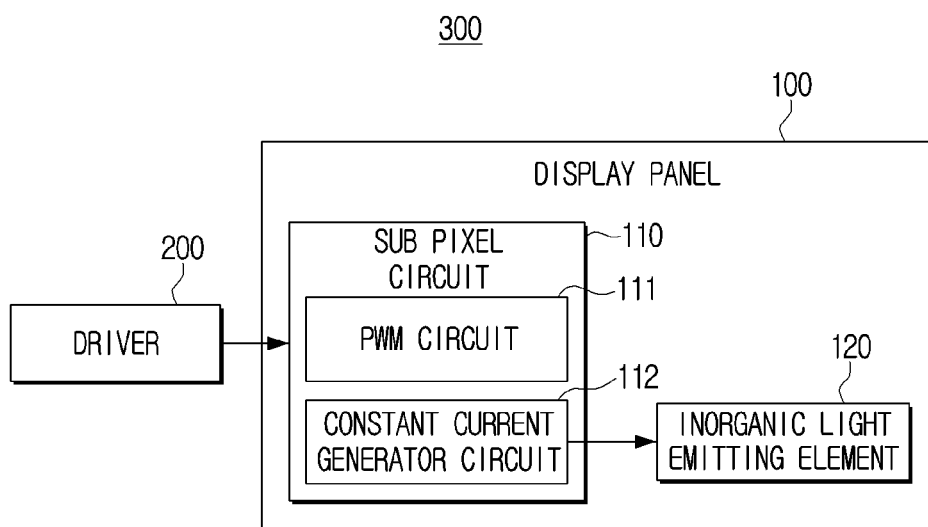 300
100
DISPLAY PANEL
SUB PIXEL
CIRCUIT
110
200
111
DRIVER
PWM CIRCUIT
112
120
CONSTANT CURRENT
GENERATOR CIRCUIT
INORGANIC LIGHT
EMITTING ELEMENT